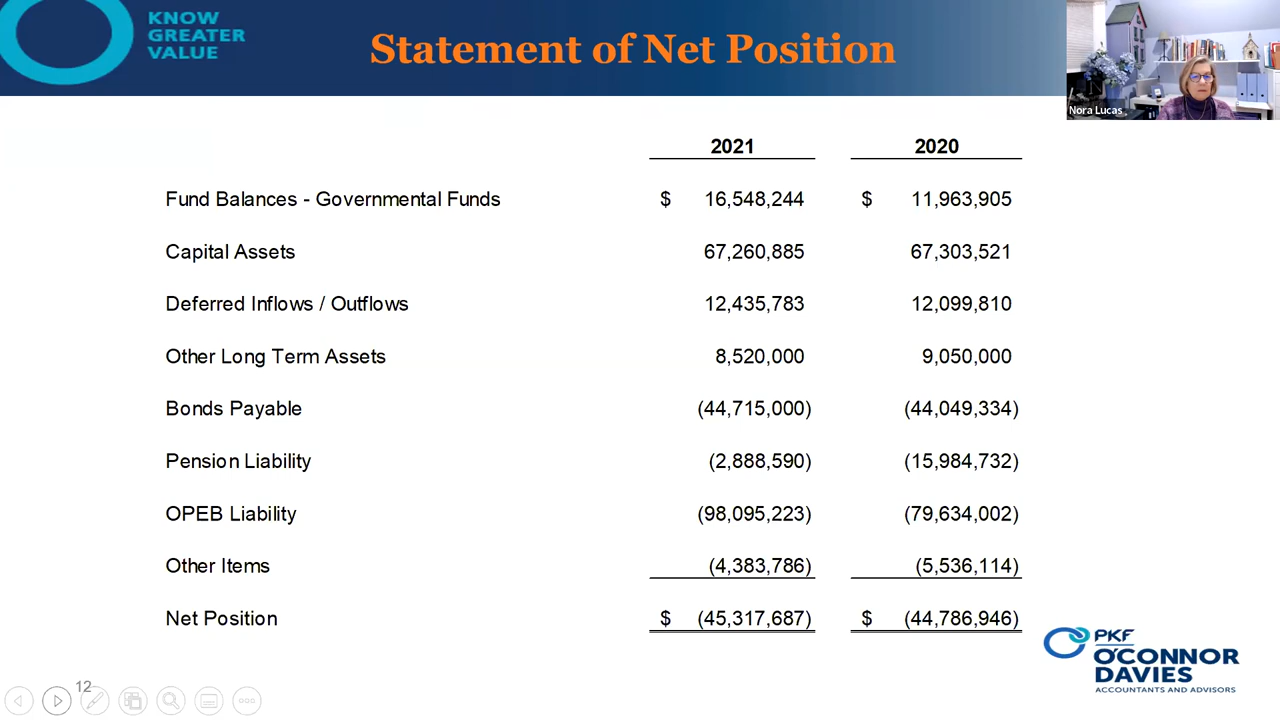 KNOW
GREATER
VALUE
Statement of Net Position
Nora Lucas
2021 2020
Fund Balances - Governmental Funds $ 16,548,244 $ 11,963,905
Capital Assets 67,260,885 67,303,521
Deferred Inflows / Outflows 12,435,783 12,099,810
Other Long Term Assets 8,520,000 9,050,000
Bonds Payable (44,715,000) (44,049,334)
Pension Liability (2,888,590) (15,984,732)
OPEB Liability (98,095,223) (79,634,002)
Other Items (4,383,786) (5,536,114)
Net Position $ (45,317,687) $ (44,786,946)
PKF
O'CONNOR
DAVIES
ACCOUNTANTS AND ADVISORS
12